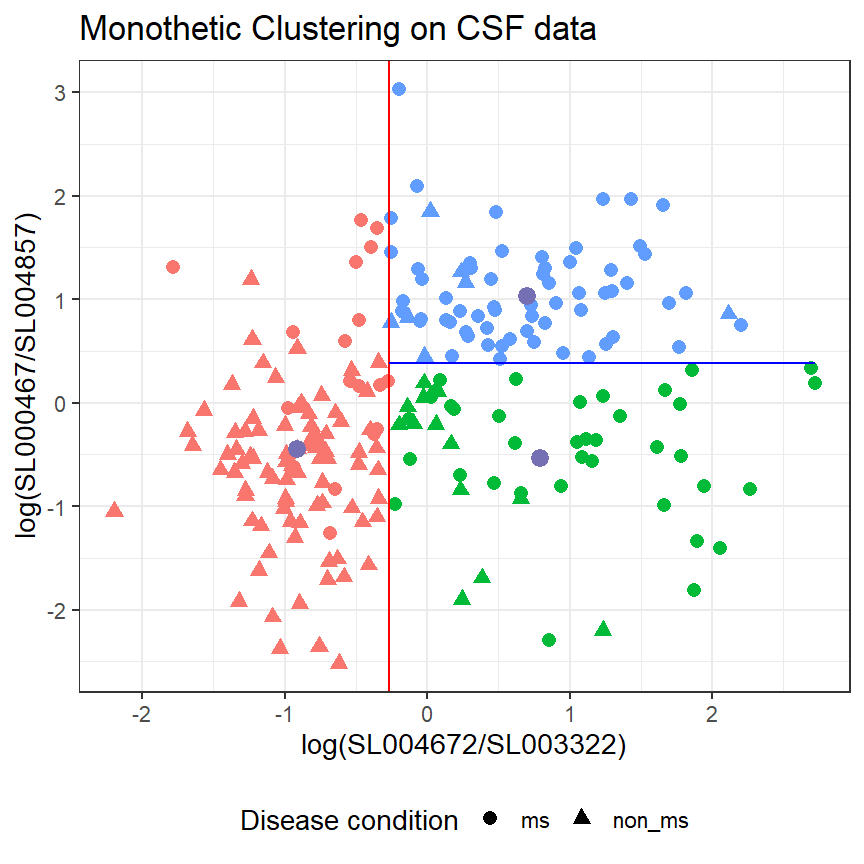 Monothetic Clustering on CSF data
log(SL000467/SL004857)
3
2
1
0
-1
-2
-2 -1 0 1 2
log(SL004672/SL003322)
Disease condition ms non_ms